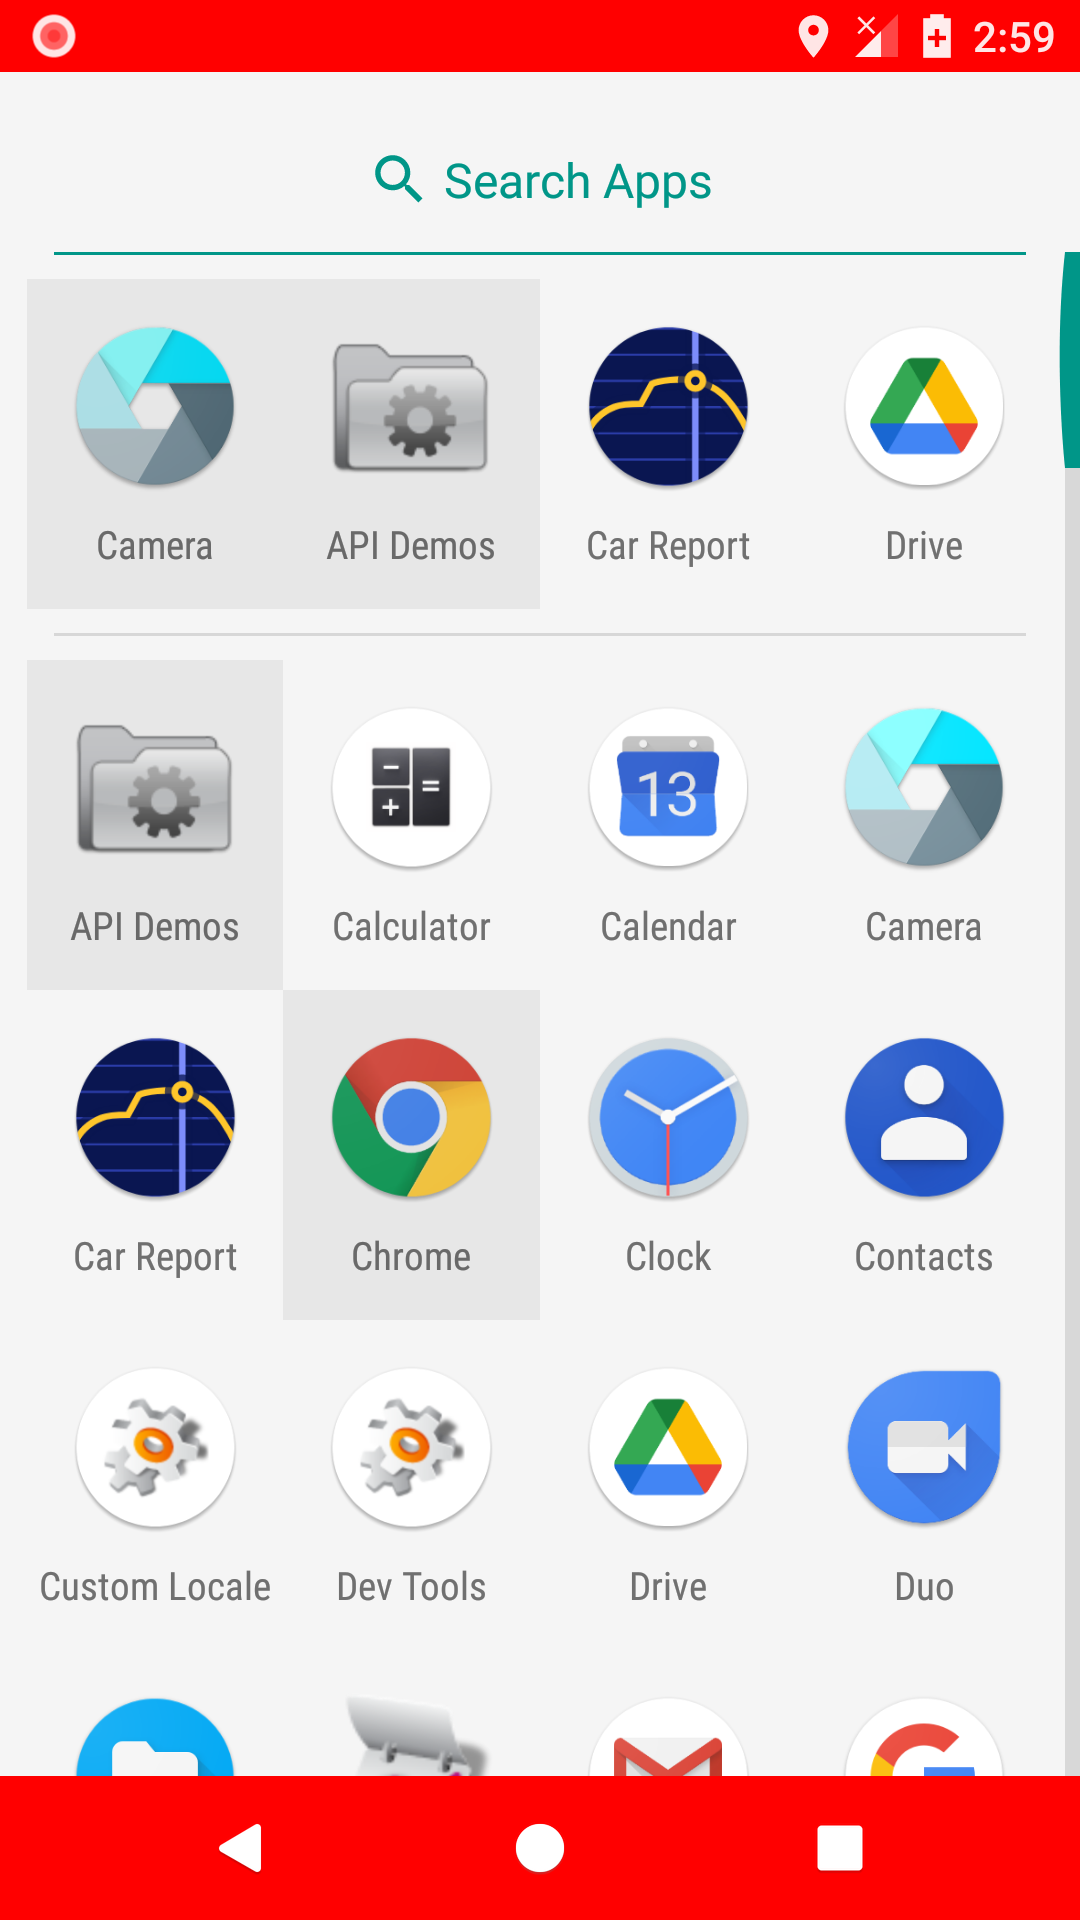 2:59
Search Apps
Camera API Demos Car Report Drive
API Demos Calculator Calendar Camera
13
Car Report Chrome Clock Contacts
Custom Locale Dev Tools Drive Duo